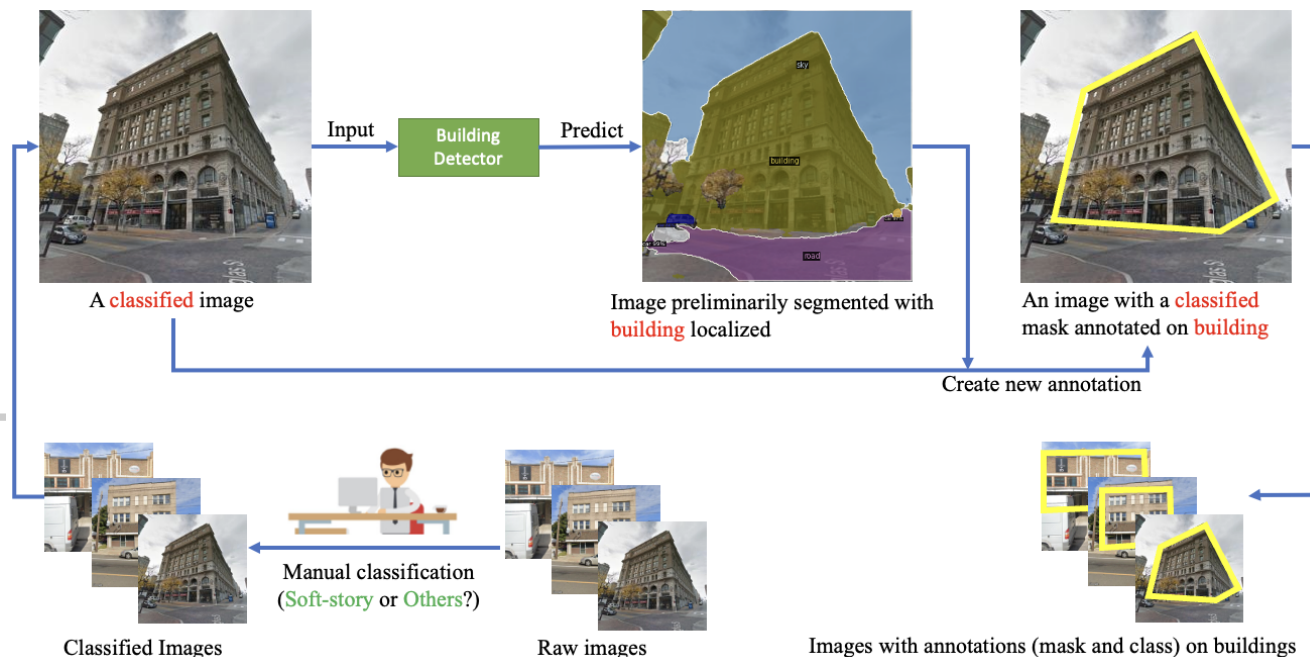 Input
Building
Detector
Predict
sky
building
road
A classified image
Image preliminarily segmented with
building localized
An image with a classified
mask annotated on building
Create new annotation
Manual classification
(Soft-story or Others?)
Classified Images
Raw images
Images with annotations (mask and class) on buildings